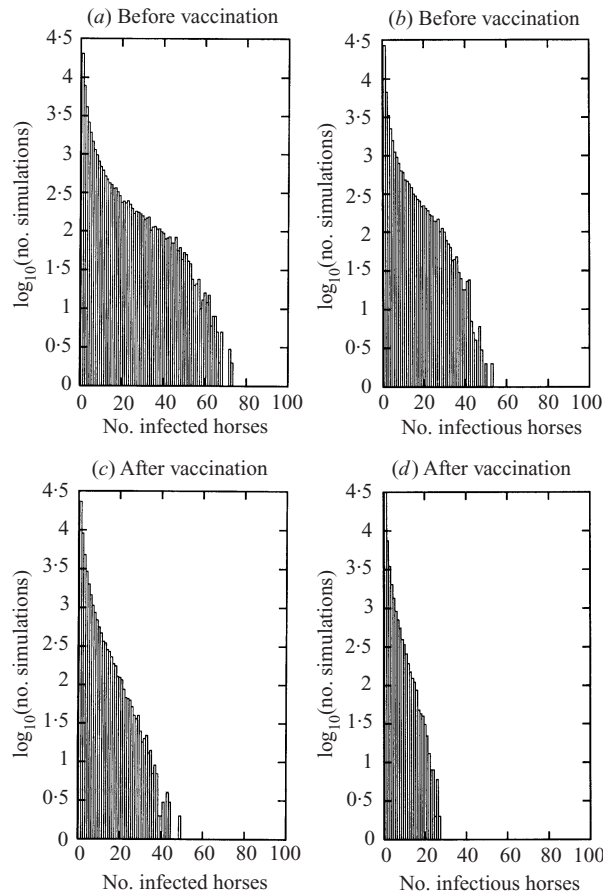 (a) Before vaccination
4·5
4
3·5
3
2·5
2
1·5
1
0·5
0
log10(no. simulations)
0 20 40 60 80 100
No. infected horses
(b) Before vaccination
4·5
4
3·5
3
2·5
2
1·5
1
0·5
0
log10(no. simulations)
0 20 40 60 80 100
No. infectious horses
(c) After vaccination
4·5
4
3·5
3
2·5
2
1·5
1
0·5
0
log10(no. simulations)
0 20 40 60 80 100
No. infected horses
(d) After vaccination
4·5
4
3·5
3
2·5
2
1·5
1
0·5
0
log10(no. simulations)
0 20 40 60 80 100
No. infectious horses